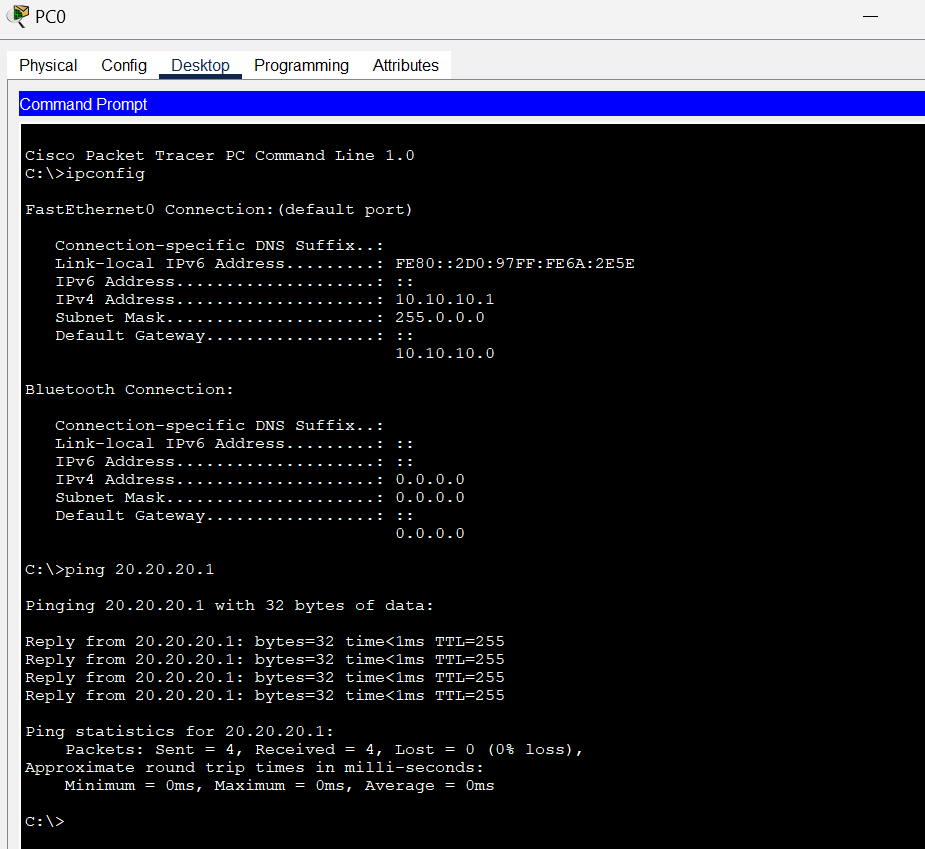 PC0
Physical Config Desktop Programming Attributes
Command Prompt
Cisco Packet Tracer PC Command Line 1.0
C:\>ipconfig
FastEthernet0 Connection:(default port)
Connection-specific DNS Suffix..:
Link-local IPv6 Address.........: FE80::2D0:97FF:FE6A:2E5E
IPv6 Address....................: ::
IPv4 Address....................: 10.10.10.1
Subnet Mask.....................: 255.0.0.0
Default Gateway.................: ::
10.10.10.0
Bluetooth Connection:
Connection-specific DNS Suffix..:
Link-local IPv6 Address.........: ::
IPv6 Address....................: ::
IPv4 Address....................: 0.0.0.0
Subnet Mask.....................: 0.0.0.0
Default Gateway.................: ::
0.0.0.0
C:\>ping 20.20.20.1
Pinging 20.20.20.1 with 32 bytes of data:
Reply from 20.20.20.1: bytes=32 time<1ms TTL=255
Reply from 20.20.20.1: bytes=32 time<1ms TTL=255
Reply from 20.20.20.1: bytes=32 time<1ms TTL=255
Reply from 20.20.20.1: bytes=32 time<1ms TTL=255
Ping statistics for 20.20.20.1:
Packets: Sent = 4, Received = 4, Lost = 0 (0% loss),
Approximate round trip times in milli-seconds:
Minimum = 0ms, Maximum = 0ms, Average = 0ms
C:\>